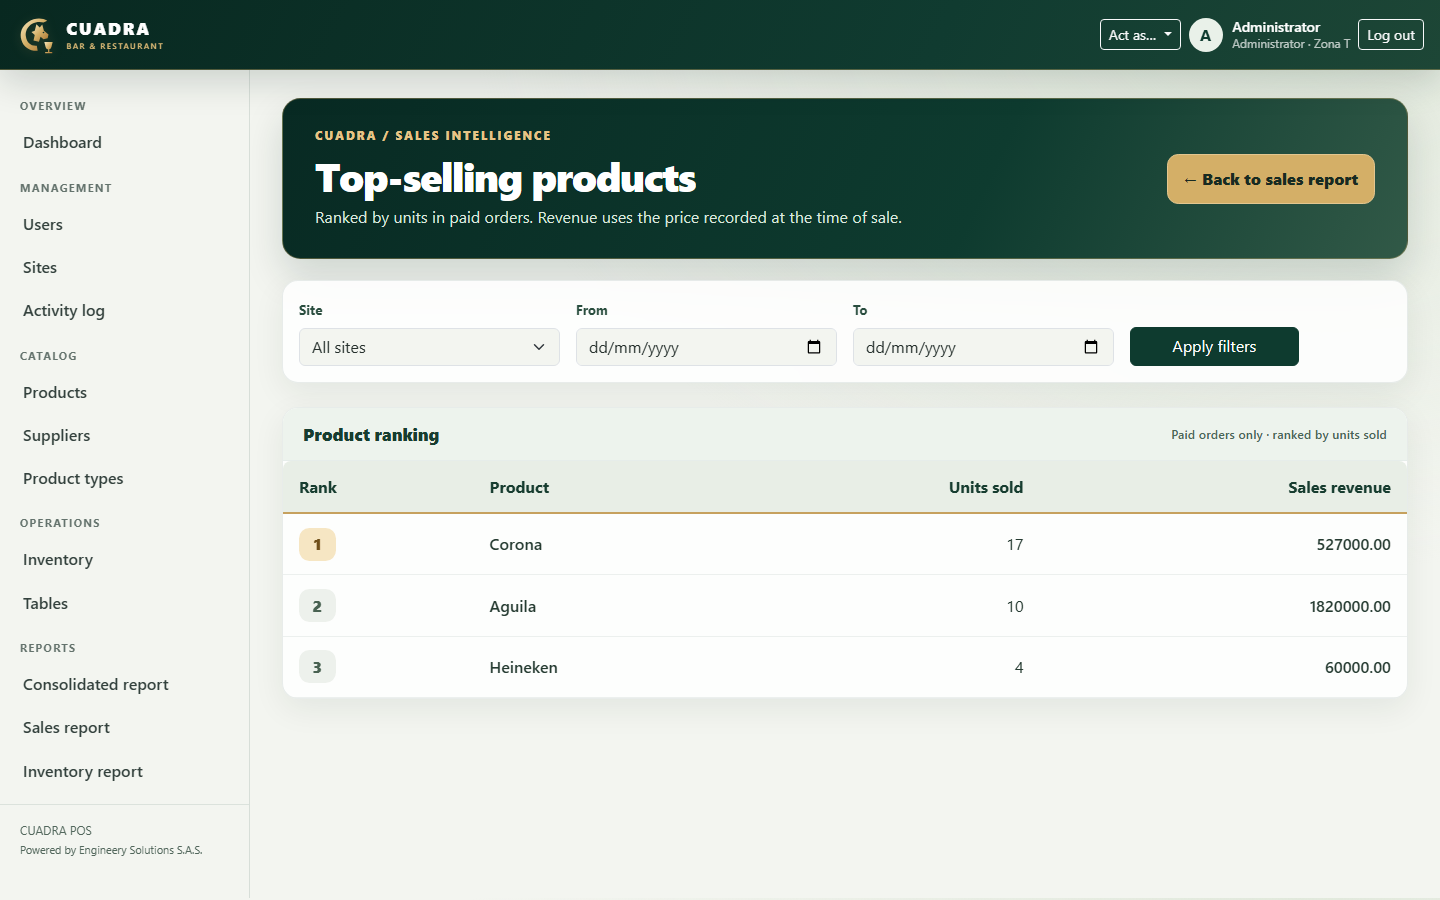 CUADRA
BAR & RESTAURANT
Act as...
A
Administrator
Administrator · Zona T
Log out
OVERVIEW
Dashboard
MANAGEMENT
Users
Sites
Activity log
CATALOG
Products
Suppliers
Product types
OPERATIONS
Inventory
Tables
REPORTS
Consolidated report
Sales report
Inventory report
CUADRA POS
Powered by Engineery Solutions S.A.S.
CUADRA / SALES INTELLIGENCE
Top-selling products
Ranked by units in paid orders. Revenue uses the price recorded at the time of sale.
← Back to sales report
Site From To
All sites dd/mm/yyyy dd/mm/yyyy Apply filters
Product ranking Paid orders only · ranked by units sold
Rank Product Units sold Sales revenue
1 Corona 17 527000.00
2 Aguila 10 1820000.00
3 Heineken 4 60000.00